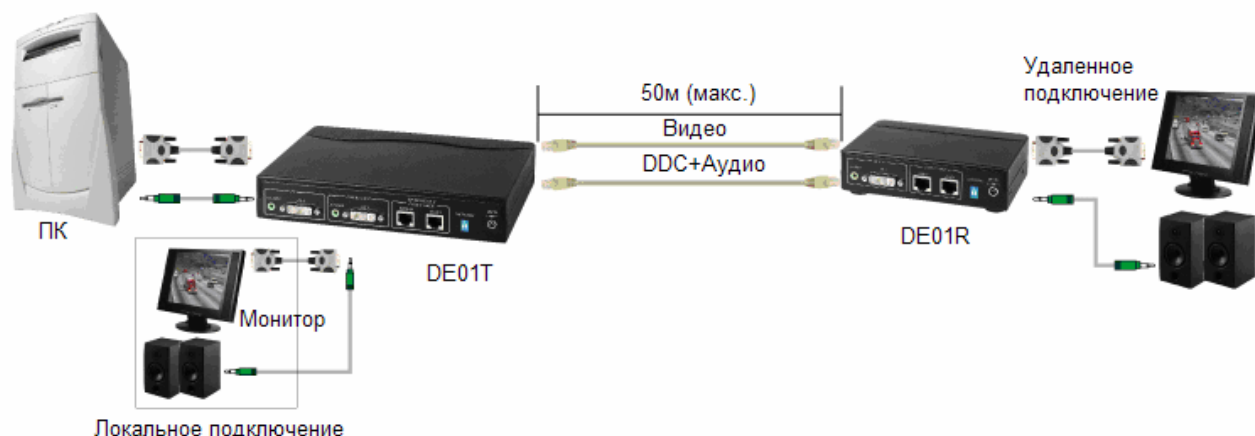 Удаленное
подключение
50м (макс.)
Видео
DDC+Аудио
ПК
DE01T
DE01R
Монитор
Локальное подключение